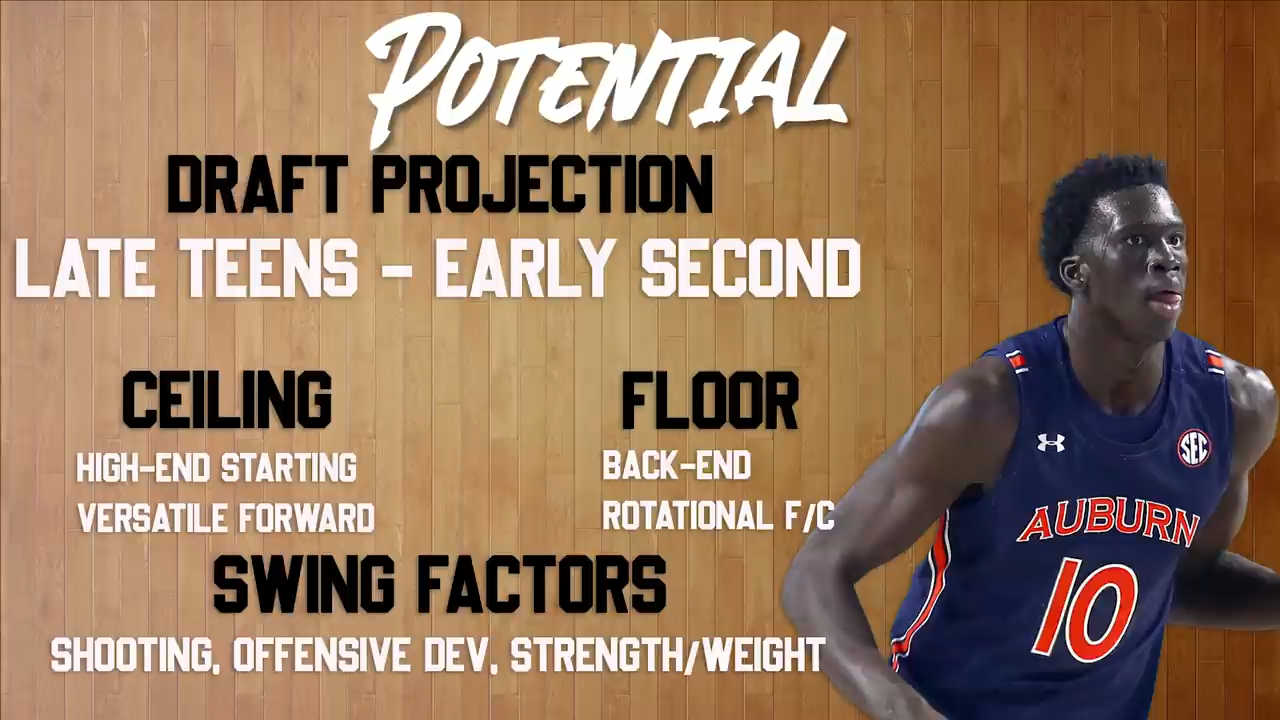 POTENTIAL
DRAFT PROJECTION
LATE TEENS - EARLY SECOND
CEILING
HIGH-END STARTING
VERSATILE FORWARD
FLOOR
BACK-END
ROTATIONAL F/C
SWING FACTORS
SHOOTING, OFFENSIVE DEV, STRENGTH/WEIGHT
SEC
AUBURN
10